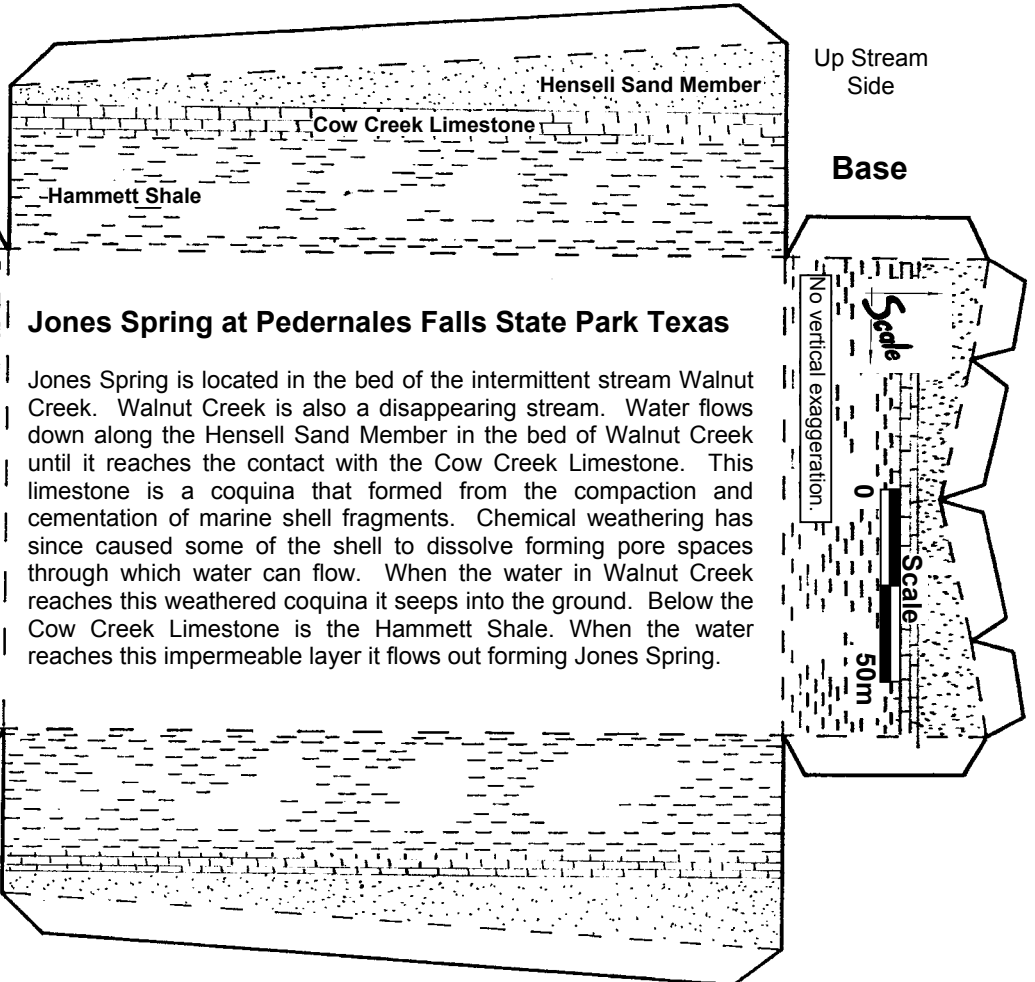 Up Stream
Side
Base
Hensell Sand Member
Cow Creek Limestone
Hammett Shale
Jones Spring at Pedernales Falls State Park Texas
Jones Spring is located in the bed of the intermittent stream Walnut
Creek. Walnut Creek is also a disappearing stream. Water flows
down along the Hensell Sand Member in the bed of Walnut Creek
until it reaches the contact with the Cow Creek Limestone. This
limestone is a coquina that formed from the compaction and
cementation of marine shell fragments. Chemical weathering has
since caused some of the shell to dissolve forming pore spaces
through which water can flow. When the water in Walnut Creek
reaches this weathered coquina it seeps into the ground. Below the
Cow Creek Limestone is the Hammett Shale. When the water
reaches this impermeable layer it flows out forming Jones Spring.
No vertical exaggeration.
Scale
0
50m
Scale